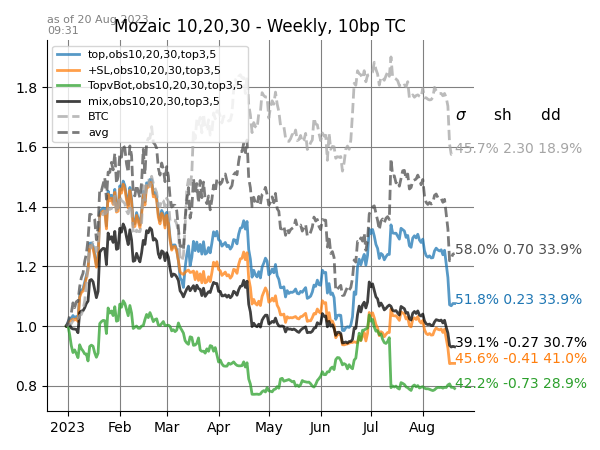 as of 20 Aug 2023
09:31
Mozaic 10,20,30 - Weekly, 10bp TC
top,obs10,20,30,top3,5
+SL,obs10,20,30,top3,5
TopvBot,obs10,20,30,top3,5
mix,obs10,20,30,top3,5
BTC
avg
σ sh dd
45.7% 2.30 18.9%
58.0% 0.70 33.9%
51.8% 0.23 33.9%
39.1% -0.27 30.7%
45.6% -0.41 41.0%
42.2% -0.73 28.9%
1.8
1.6
1.4
1.2
1.0
0.8
2023 Feb Mar Apr May Jun Jul Aug